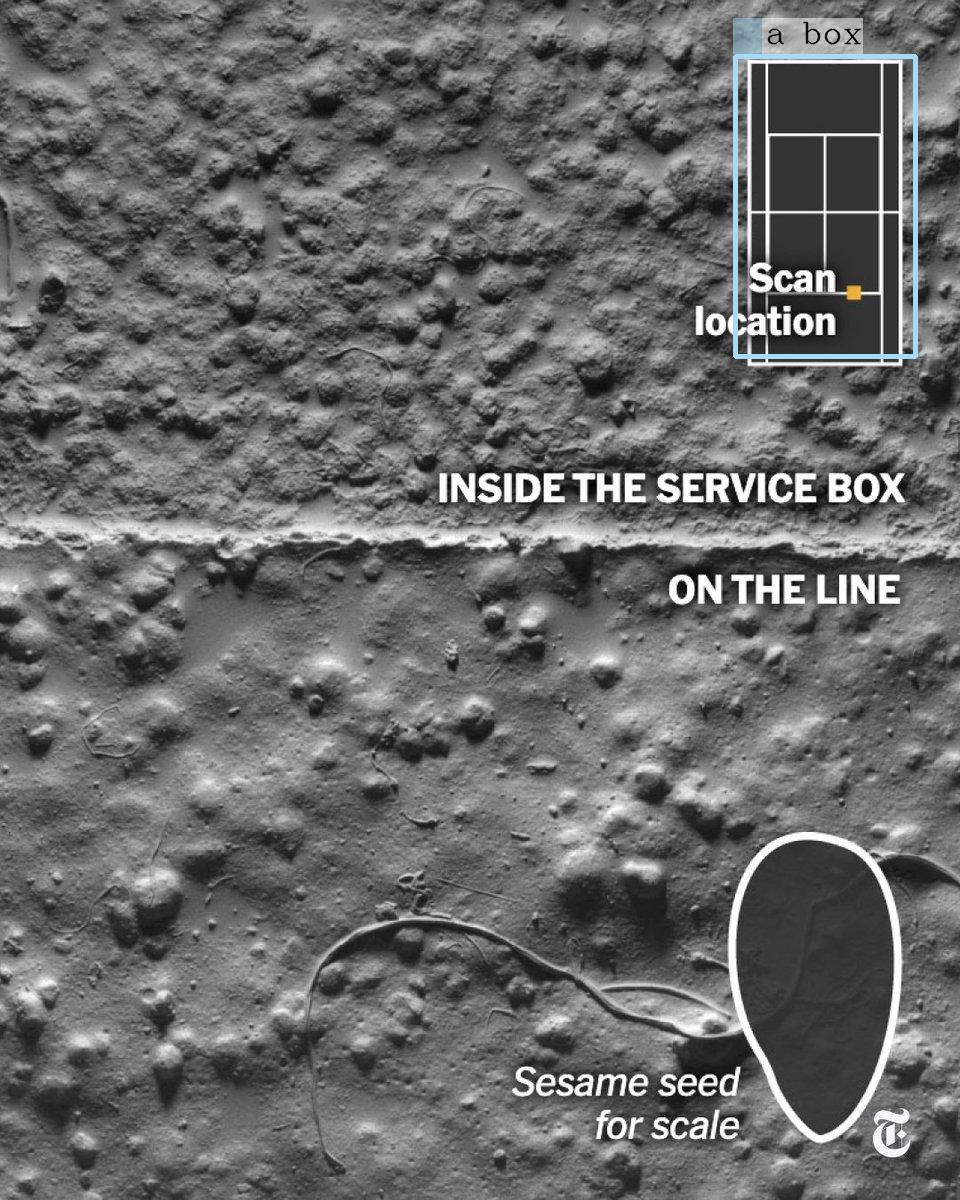 a box
Scan
location
INSIDE THE SERVICE BOX
ON THE LINE
Sesame seed
for scale
T